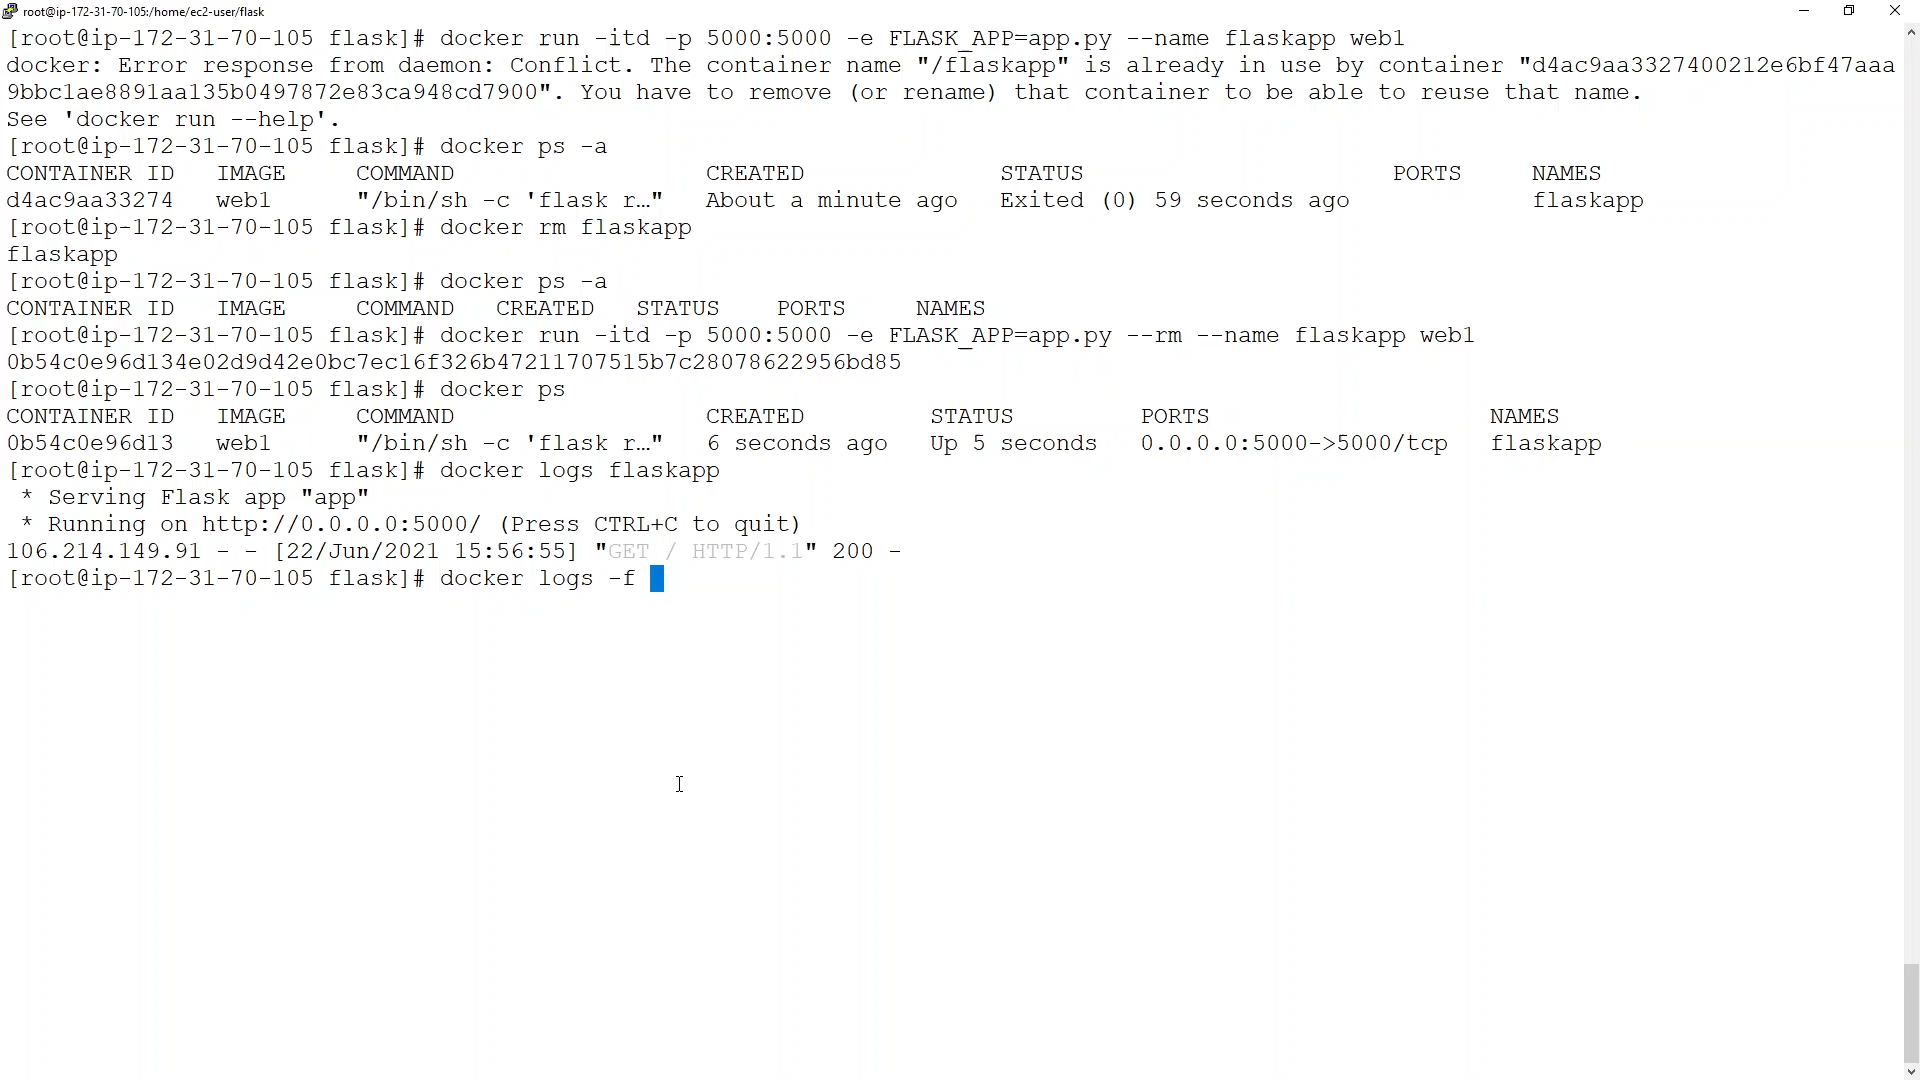 root@ip-172-31-70-105:/home/ec2-user/flask
[root@ip-172-31-70-105 flask]# docker run -itd -p 5000:5000 -e FLASK_APP=app.py --name flaskapp web1
docker: Error response from daemon: Conflict. The container name "/flaskapp" is already in use by container "d4ac9aa3327400212e6bf47aaa
9bbc1ae8891aa135b0497872e83ca948cd7900". You have to remove (or rename) that container to be able to reuse that name.
See 'docker run --help'.
[root@ip-172-31-70-105 flask]# docker ps -a
CONTAINER ID   IMAGE     COMMAND                  CREATED              STATUS                      PORTS     NAMES
d4ac9aa33274   web1      "/bin/sh -c 'flask r…"   About a minute ago   Exited (0) 59 seconds ago             flaskapp
[root@ip-172-31-70-105 flask]# docker rm flaskapp
flaskapp
[root@ip-172-31-70-105 flask]# docker ps -a
CONTAINER ID   IMAGE     COMMAND   CREATED   STATUS    PORTS     NAMES
[root@ip-172-31-70-105 flask]# docker run -itd -p 5000:5000 -e FLASK_APP=app.py --rm --name flaskapp web1
0b54c0e96d134e02d9d42e0bc7ec16f326b47211707515b7c28078622956bd85
[root@ip-172-31-70-105 flask]# docker ps
CONTAINER ID   IMAGE     COMMAND                  CREATED         STATUS         PORTS                    NAMES
0b54c0e96d13   web1      "/bin/sh -c 'flask r…"   6 seconds ago   Up 5 seconds   0.0.0.0:5000->5000/tcp   flaskapp
[root@ip-172-31-70-105 flask]# docker logs flaskapp
 * Serving Flask app "app"
 * Running on http://0.0.0.0:5000/ (Press CTRL+C to quit)
106.214.149.91 - - [22/Jun/2021 15:56:55] "GET / HTTP/1.1" 200 -
[root@ip-172-31-70-105 flask]# docker logs -f